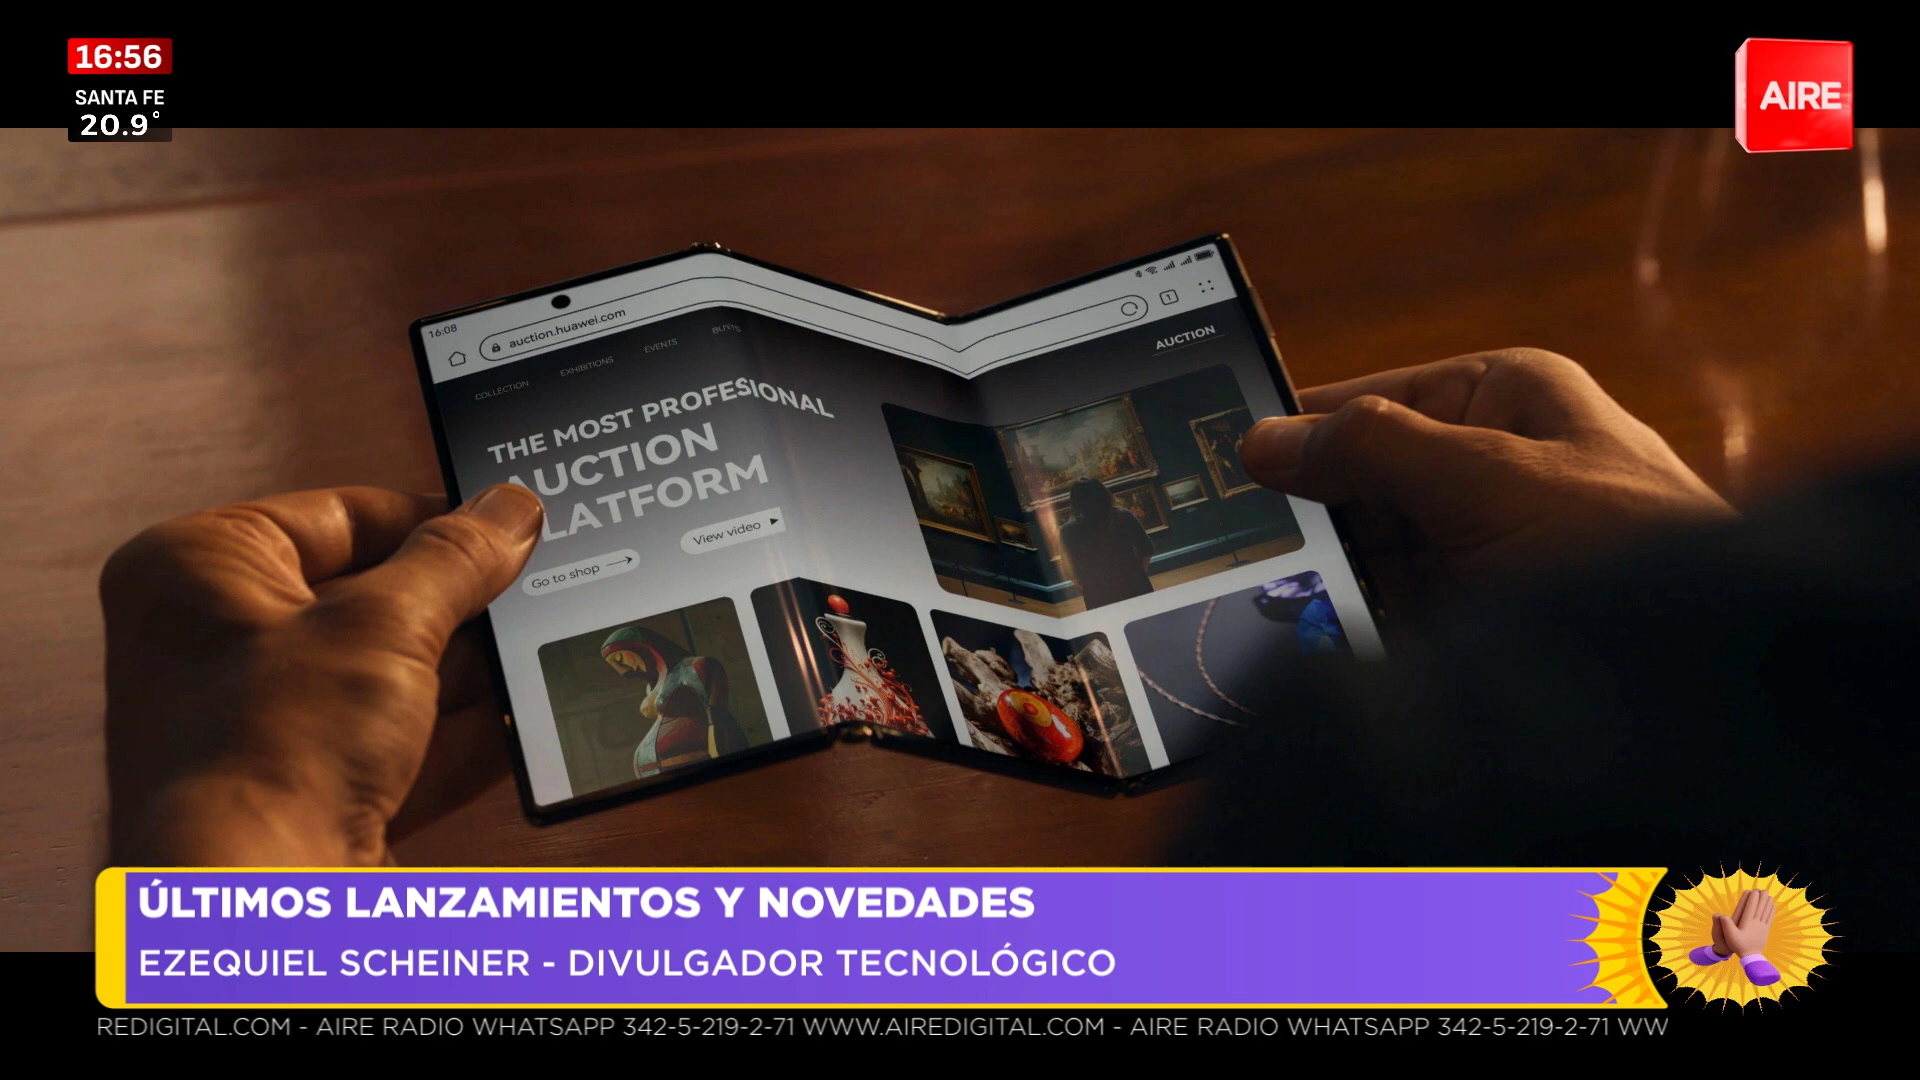 16:56
SANTA FE
20.9°
AIRE
16:08
auction.huawei.com
1
COLLECTION
EXHIBITIONS
EVENTS
AUCTION
THE MOST PROFESIONAL
AUCTION
LATFORM
Go to shop
View video
ÚLTIMOS LANZAMIENTOS Y NOVEDADES
EZEQUIEL SCHEINER - DIVULGADOR TECNOLÓGICO
REDIGITAL.COM - AIRE RADIO WHATSAPP 342-5-219-2-71 WWW.AIREDIGITAL.COM - AIRE RADIO WHATSAPP 342-5-219-2-71 WW